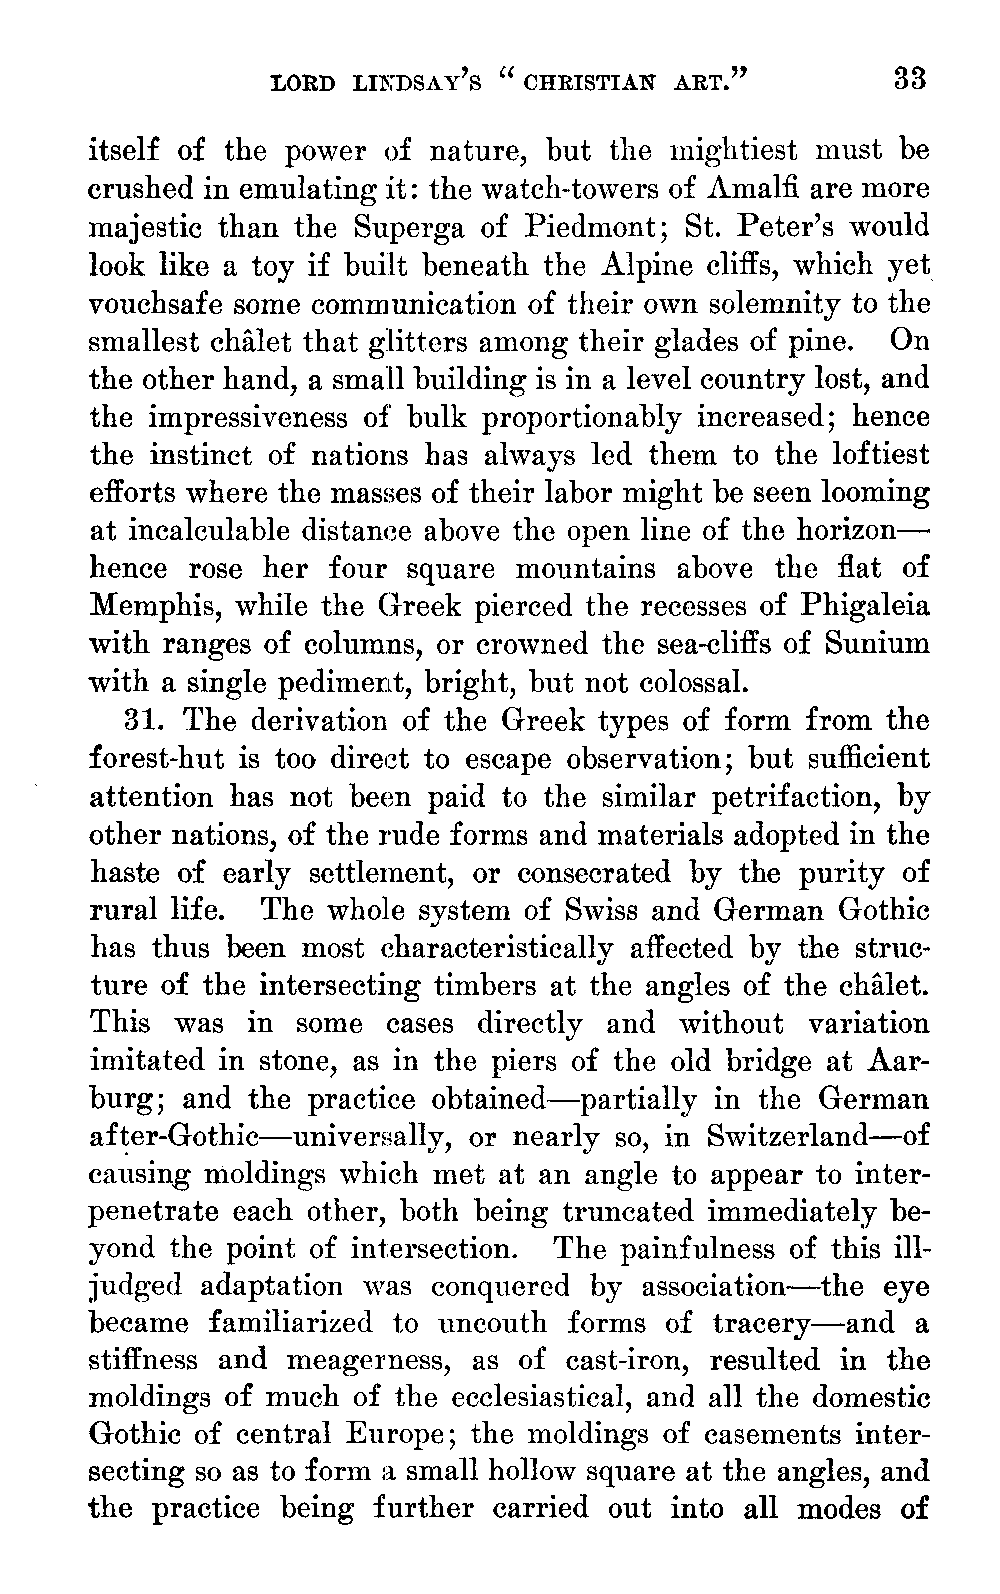 LORD LINDSAY'S "CHRISTIAN ART." 33
itself of the power of nature, but the mightiest must be
crushed in emulating it: the watch-towers of Amalfi are more
majestic than the Superga of Piedmont; St. Peter's would
look like a toy if built beneath the Alpine cliffs, which yet
vouchsafe some communication of their own solemnity to the
smallest châlet that glitters among their glades of pine. On
the other hand, a small building is in a level country lost, and
the impressiveness of bulk proportionably increased; hence
the instinct of nations has always led them to the loftiest
efforts where the masses of their labor might be seen looming
at incalculable distance above the open line of the horizon—
hence rose her four square mountains above the flat of
Memphis, while the Greek pierced the recesses of Phigaleia
with ranges of columns, or crowned the sea-cliffs of Sunium
with a single pediment, bright, but not colossal.
31. The derivation of the Greek types of form from the
forest-hut is too direct to escape observation; but sufficient
attention has not been paid to the similar petrifaction, by
other nations, of the rude forms and materials adopted in the
haste of early settlement, or consecrated by the purity of
rural life. The whole system of Swiss and German Gothic
has thus been most characteristically affected by the struc-
ture of the intersecting timbers at the angles of the châlet.
This was in some cases directly and without variation
imitated in stone, as in the piers of the old bridge at Aar-
burg; and the practice obtained—partially in the German
after-Gothic—universally, or nearly so, in Switzerland—of
causing moldings which met at an angle to appear to inter-
penetrate each other, both being truncated immediately be-
yond the point of intersection. The painfulness of this ill-
judged adaptation was conquered by association—the eye
became familiarized to uncouth forms of tracery—and a
stiffness and meagerness, as of cast-iron, resulted in the
moldings of much of the ecclesiastical, and all the domestic
Gothic of central Europe; the moldings of casements inter-
secting so as to form a small hollow square at the angles, and
the practice being further carried out into all modes of